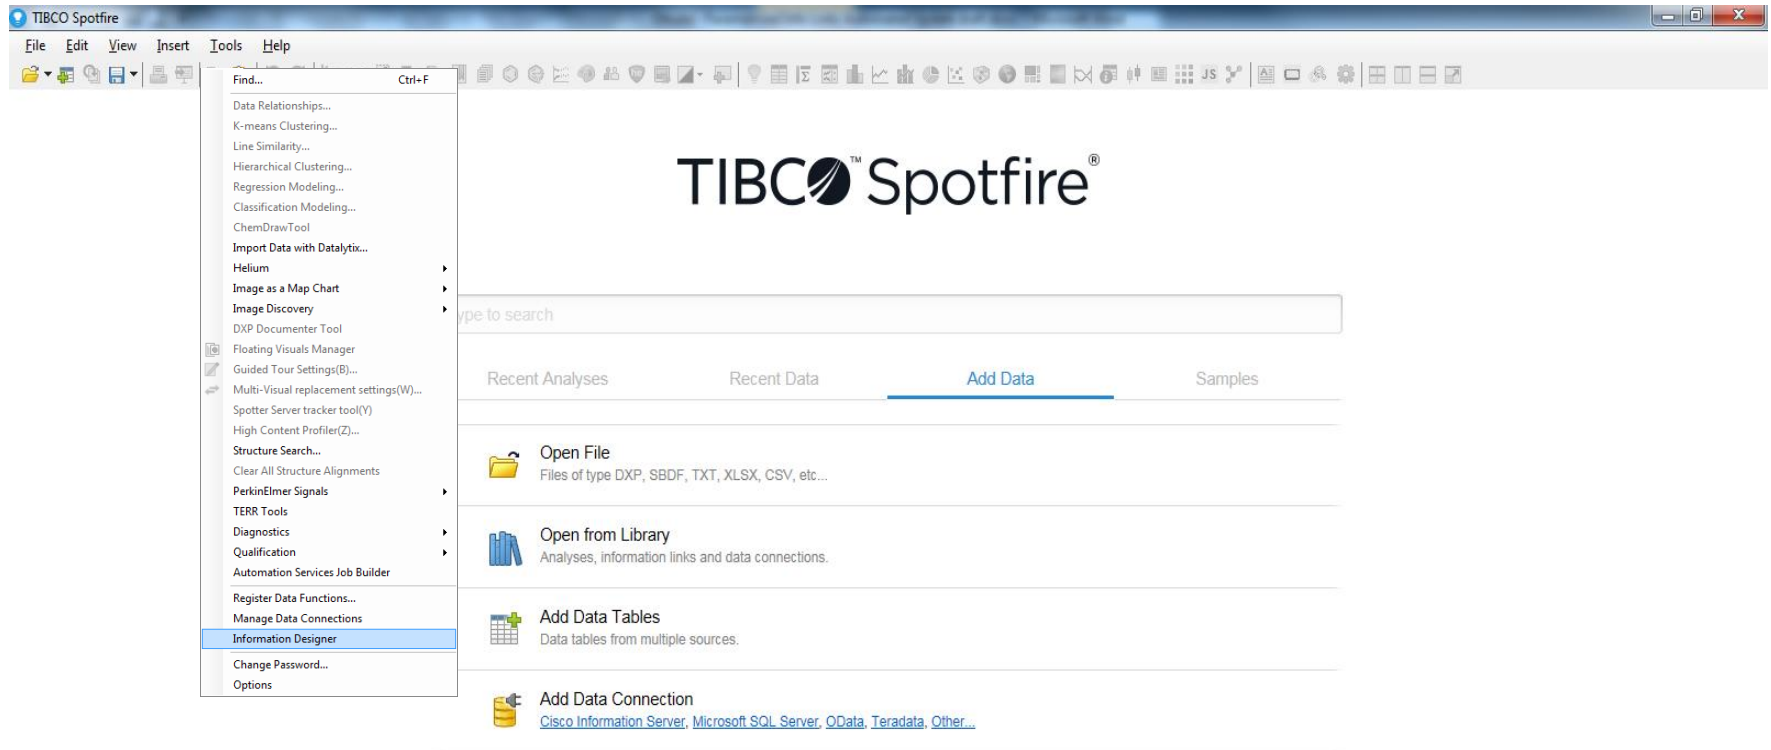 TIBCO Spotfire
File Edit View Insert Tools Help
Find... Ctrl+F
Data Relationships...
K-means Clustering...
Line Similarity...
Hierarchical Clustering...
Regression Modeling...
Classification Modeling...
ChemDrawTool
Import Data with Datalytix...
Helium
Image as a Map Chart
Image Discovery
DXP Documenter Tool
Floating Visuals Manager
Guided Tour Settings(B)...
Multi-Visual replacement settings(W)...
Spotter Server tracker tool(Y)
High Content Profiler(Z)...
Structure Search...
Clear All Structure Alignments
PerkinElmer Signals
TERR Tools
Diagnostics
Qualification
Automation Services Job Builder
Register Data Functions...
Manage Data Connections
Information Designer
Change Password...
Options
JS
TIBCO™ Spotfire®
ype to search
Recent Analyses Recent Data Add Data Samples
Open File
Files of type DXP, SBDF, TXT, XLSX, CSV, etc...
Open from Library
Analyses, information links and data connections.
Add Data Tables
Data tables from multiple sources.
Add Data Connection
Cisco Information Server, Microsoft SQL Server, OData, Teradata, Other...